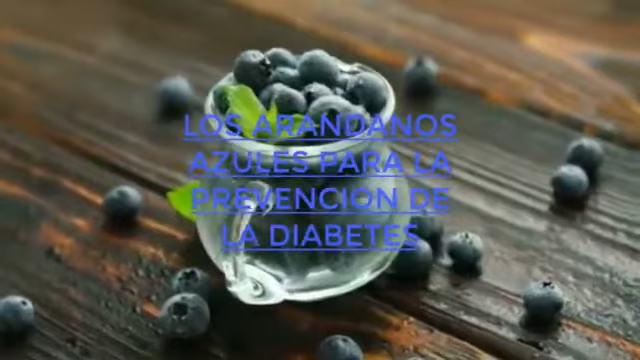 LOS ARANDANOS
AZULES PARA LA
PREVENCION DE
LA DIABETES